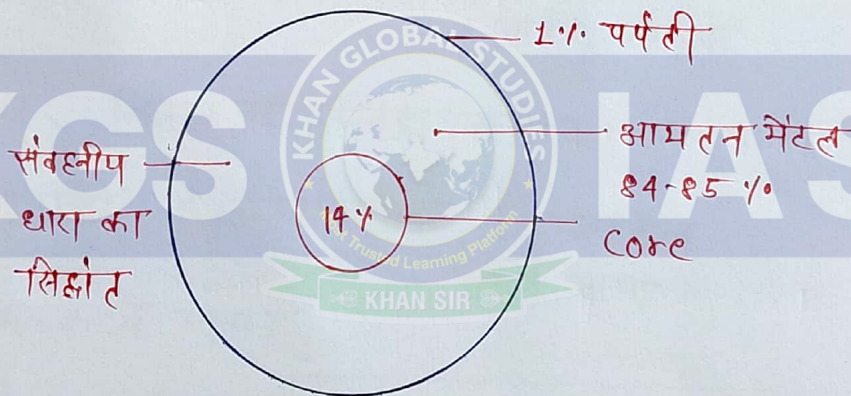 1% पर्पटी
आयतन मैंटल
84-85 %
Core
14%
संवहनीय
धारा का
सिद्धांत
KGS
IAS
KHAN GLOBAL STUDIES
Most Trusted Learning Platform
KHAN SIR